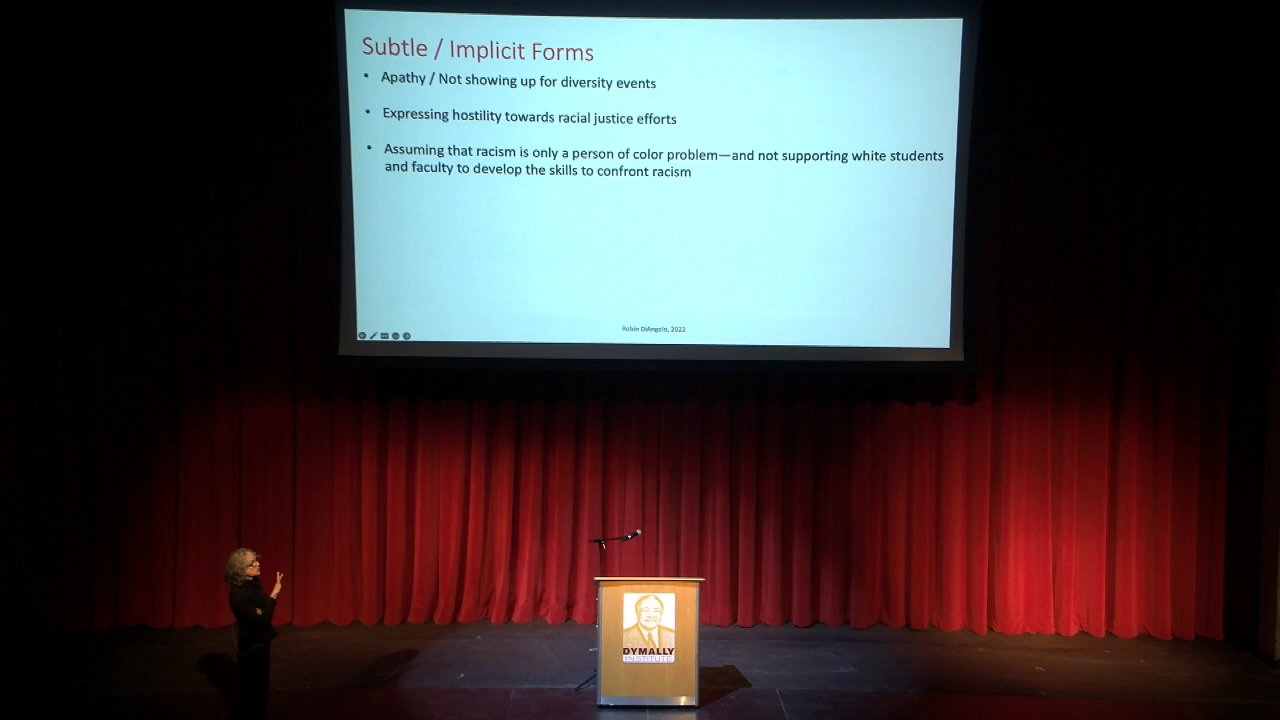 Subtle / Implicit Forms
• Apathy / Not showing up for diversity events
• Expressing hostility towards racial justice efforts
• Assuming that racism is only a person of color problem—and not supporting white students
and faculty to develop the skills to confront racism
Robin DiAngelo, 2022
DYMALLY
INSTITUTE